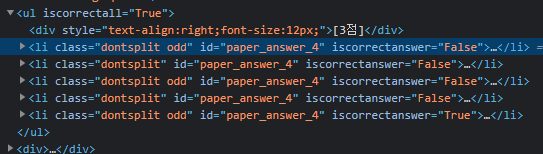 ▼<ul iscorrectall="True">
<div style="text-align:right;font-size:12px;">[3점]</div>
▶<li class="dontsplit odd" id="paper_answer_4" iscorrectanswer="False">…</li> =
▶<li class="dontsplit" id="paper_answer_4" iscorrectanswer="False">…</li>
▶<li class="dontsplit odd" id="paper_answer_4" iscorrectanswer="False">…</li>
▶<li class="dontsplit" id="paper_answer_4" iscorrectanswer="False">…</li>
▶<li class="dontsplit odd" id="paper_answer_4" iscorrectanswer="True">…</li>
</ul>
▶<div>…</div>